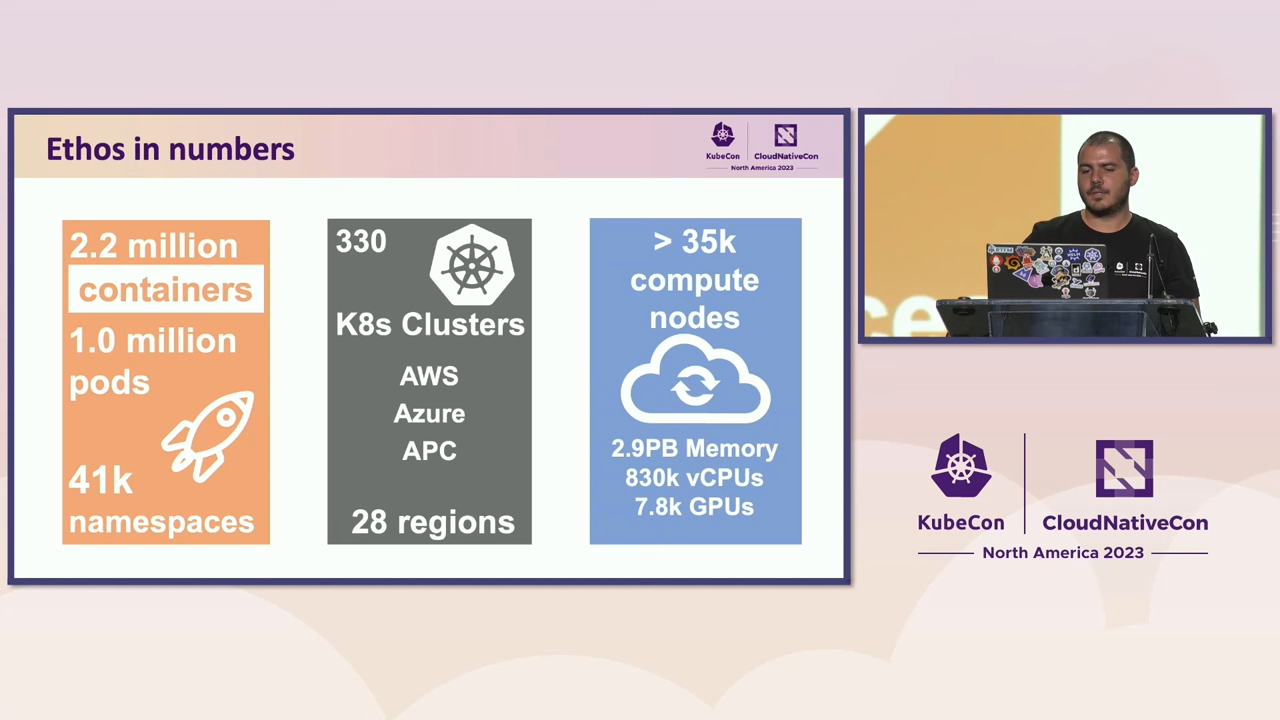 Ethos in numbers
KubeCon
CloudNativeCon
North America 2023
2.2 million
containers
1.0 million
pods
41k
namespaces
330
K8s Clusters
AWS
Azure
APC
28 regions
> 35k
compute
nodes
2.9PB Memory
830k vCPUs
7.8k GPUs
ce
KubeCon
CloudNativeCon
North America 2023